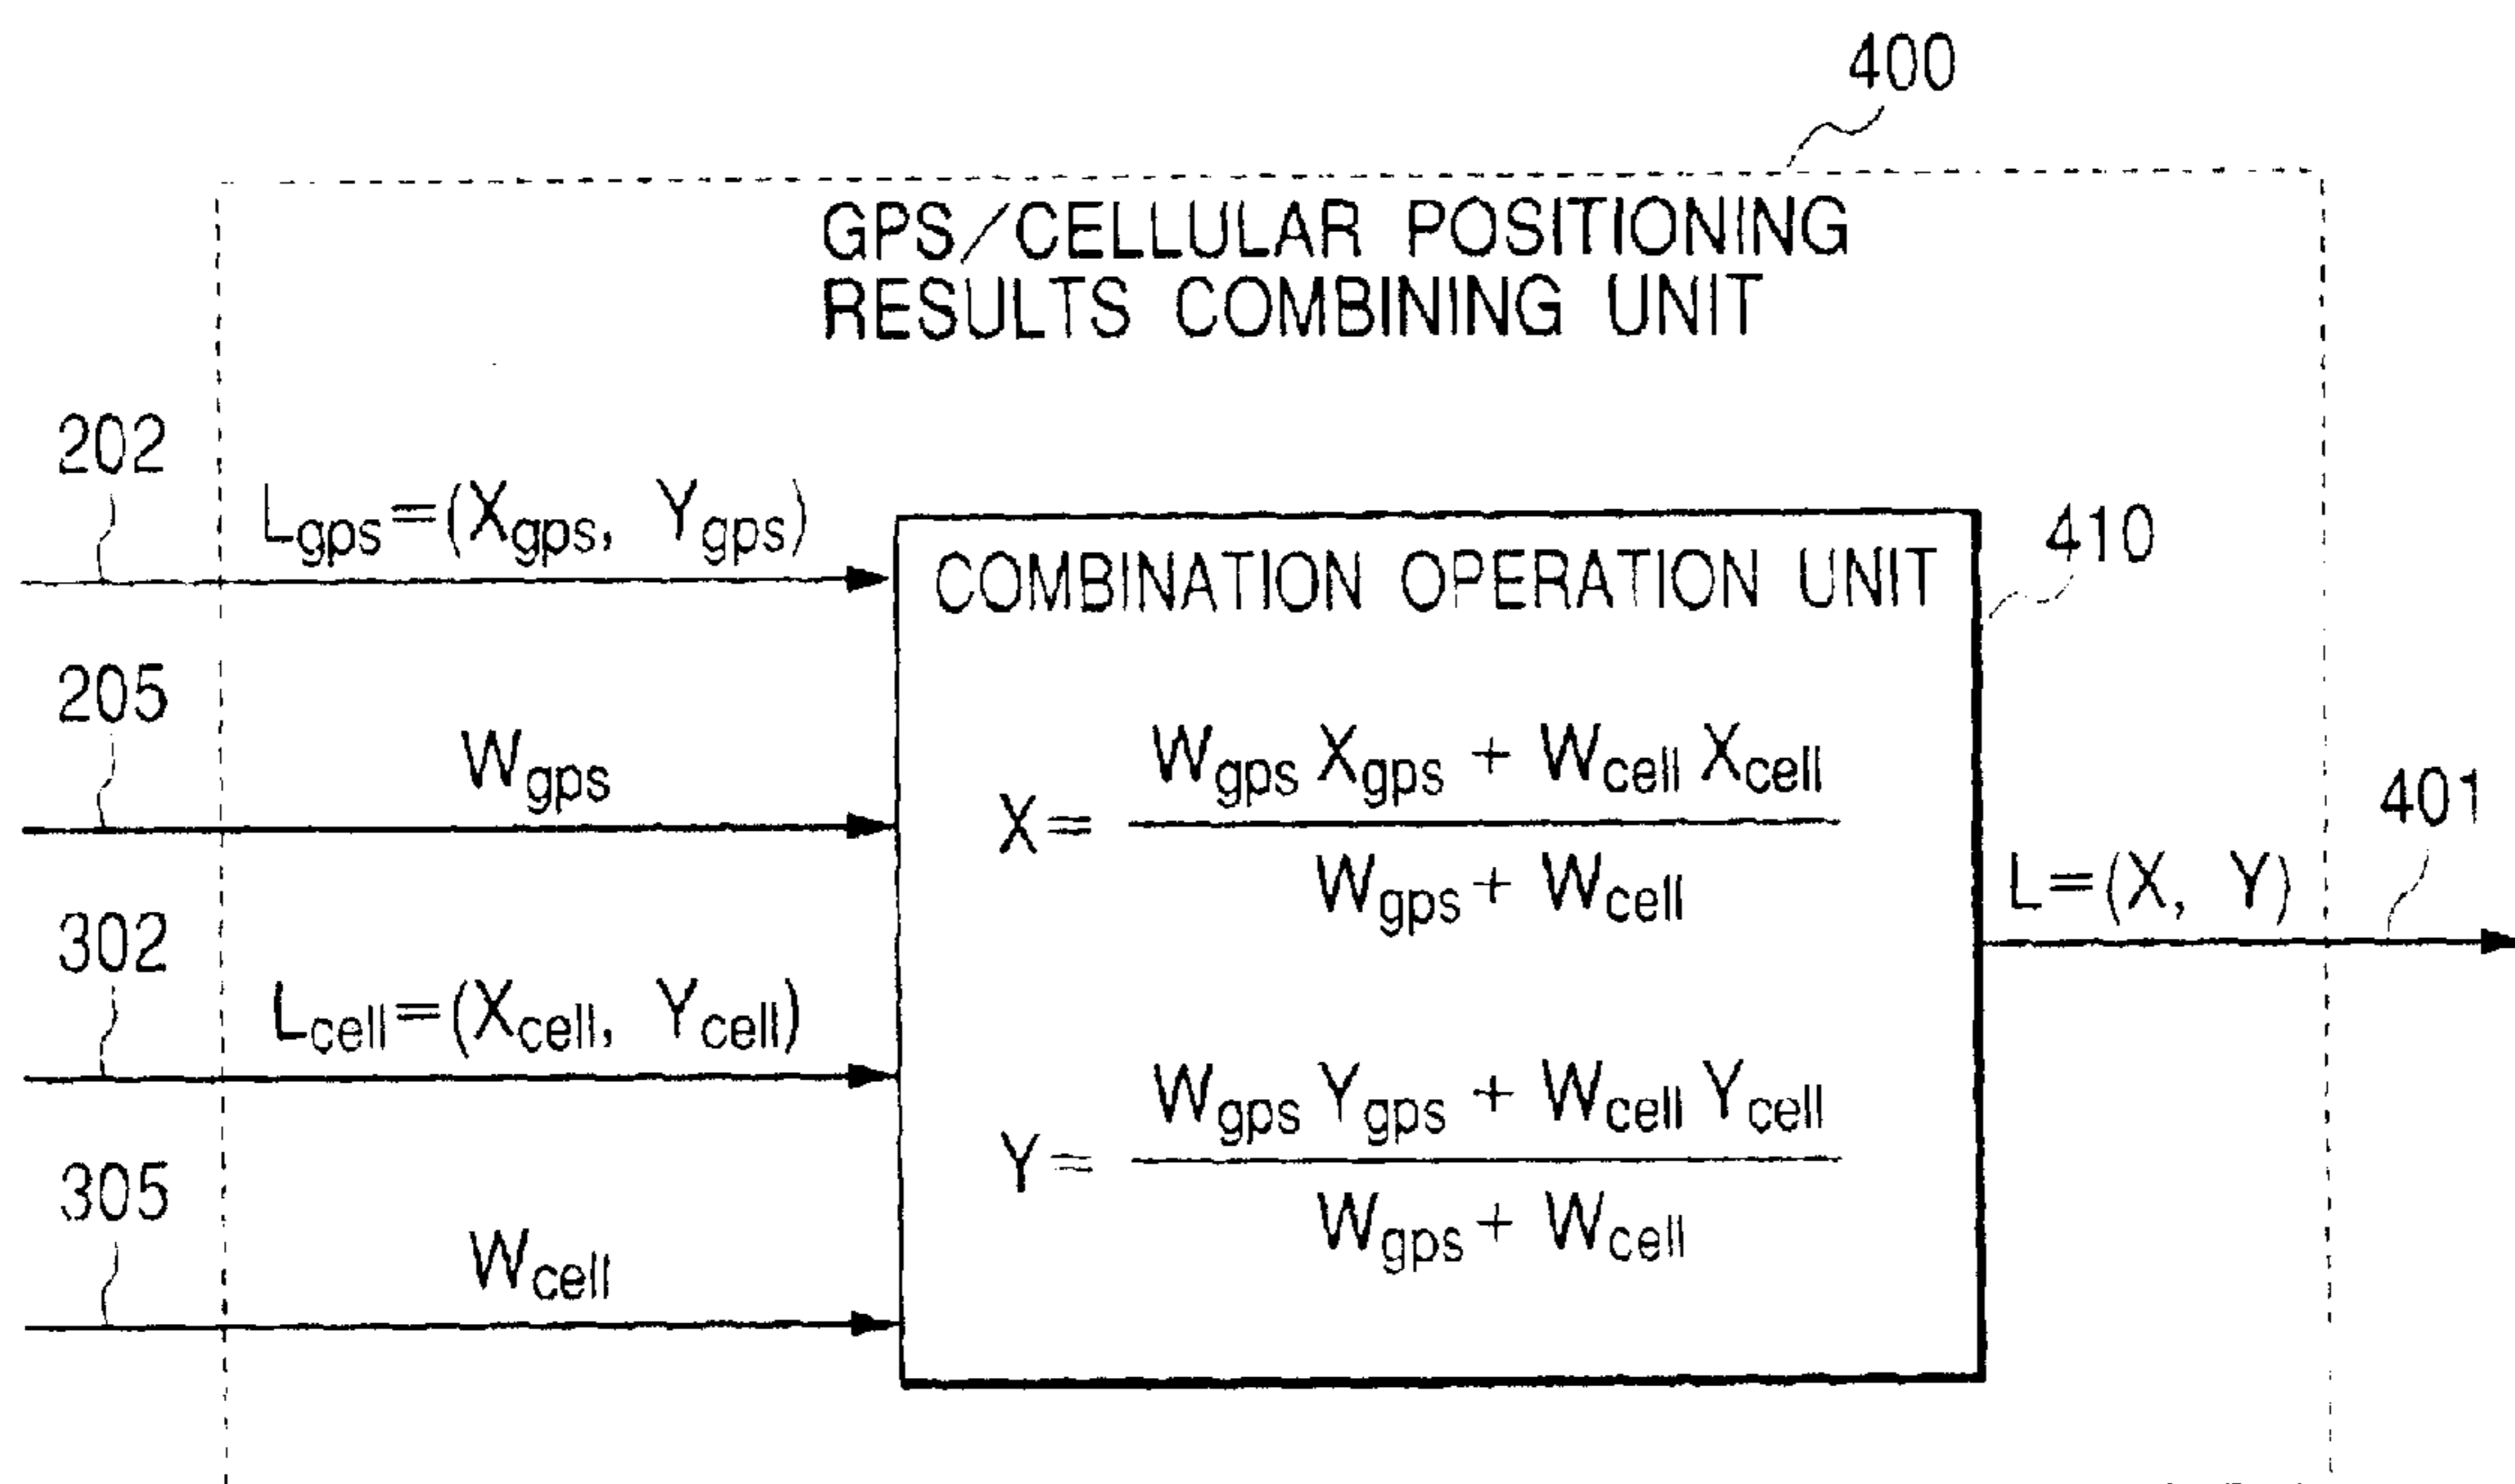 400
GPS/CELLULAR POSITIONING
RESULTS COMBINING UNIT
202
Lgps=(Xgps, Ygps)
410
COMBINATION OPERATION UNIT
205
Wgps
X= Wgps Xgps + Wcell Xcell
Wgps + Wcell
401
L=(X, Y)
302
Lcell=(Xcell, Ycell)
Y= Wgps Ygps + Wcell Ycell
Wgps + Wcell
305
Wcell